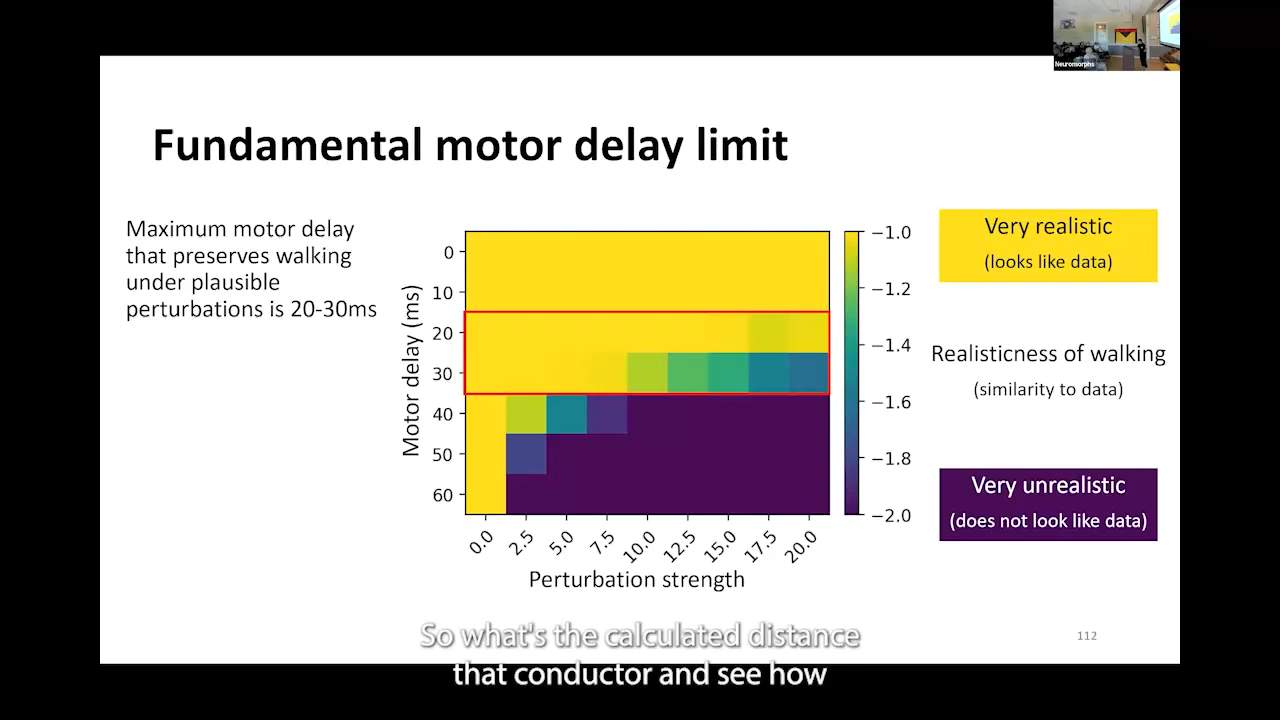 Neuromorphs
Fundamental motor delay limit
Maximum motor delay
that preserves walking
under plausible
perturbations is 20-30ms
Motor delay (ms)
0
10
20
30
40
50
60
0.0
2.5
5.0
7.5
10.0
12.5
15.0
17.5
20.0
Perturbation strength
−1.0
−1.2
−1.4
−1.6
−1.8
−2.0
Very realistic
(looks like data)
Realisticness of walking
(similarity to data)
Very unrealistic
(does not look like data)
112
So what's the calculated distance
that conductor and see how